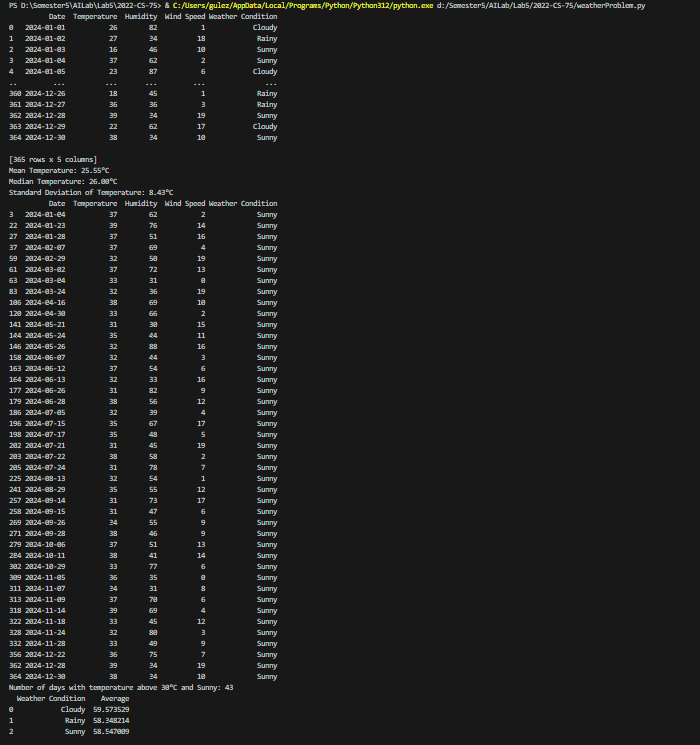 PS D:\Semester5\AILab\Lab5\2022-CS-75> & C:/Users/gulez/AppData/Local/Programs/Python/Python312/python.exe d:/Semester5/AILab/Lab5/2022-CS-75/weatherProblem.py
Date Temperature Humidity Wind Speed Weather Condition
0 2024-01-01 26 82 1 Cloudy
1 2024-01-02 27 34 18 Rainy
2 2024-01-03 16 46 10 Sunny
3 2024-01-04 37 62 2 Sunny
4 2024-01-05 23 87 6 Cloudy
.. ... ... ... ... ...
360 2024-12-26 18 45 1 Rainy
361 2024-12-27 36 36 3 Rainy
362 2024-12-28 39 34 19 Sunny
363 2024-12-29 22 62 17 Cloudy
364 2024-12-30 38 34 10 Sunny
[365 rows x 5 columns]
Mean Temperature: 25.55°C
Median Temperature: 26.00°C
Standard Deviation of Temperature: 8.43°C
Date Temperature Humidity Wind Speed Weather Condition
3 2024-01-04 37 62 2 Sunny
22 2024-01-23 39 76 14 Sunny
27 2024-01-28 37 51 16 Sunny
37 2024-02-07 37 69 4 Sunny
59 2024-02-29 32 50 19 Sunny
61 2024-03-02 37 72 13 Sunny
63 2024-03-04 33 31 0 Sunny
83 2024-03-24 32 36 19 Sunny
106 2024-04-16 38 69 10 Sunny
120 2024-04-30 33 66 2 Sunny
141 2024-05-21 31 30 15 Sunny
144 2024-05-24 35 44 11 Sunny
146 2024-05-26 32 88 16 Sunny
158 2024-06-07 32 44 3 Sunny
163 2024-06-12 37 54 6 Sunny
164 2024-06-13 32 33 16 Sunny
177 2024-06-26 31 82 9 Sunny
179 2024-06-28 38 56 12 Sunny
186 2024-07-05 32 39 4 Sunny
196 2024-07-15 35 67 17 Sunny
198 2024-07-17 35 48 5 Sunny
202 2024-07-21 31 45 19 Sunny
203 2024-07-22 38 58 2 Sunny
205 2024-07-24 31 78 7 Sunny
225 2024-08-13 32 54 1 Sunny
241 2024-08-29 35 55 12 Sunny
257 2024-09-14 31 73 17 Sunny
258 2024-09-15 31 47 6 Sunny
269 2024-09-26 34 55 9 Sunny
271 2024-09-28 38 46 9 Sunny
279 2024-10-06 37 51 13 Sunny
284 2024-10-11 38 41 14 Sunny
302 2024-10-29 33 77 6 Sunny
309 2024-11-05 36 35 0 Sunny
311 2024-11-07 34 31 8 Sunny
313 2024-11-09 37 70 6 Sunny
318 2024-11-14 39 69 4 Sunny
322 2024-11-18 33 45 12 Sunny
328 2024-11-24 32 80 3 Sunny
332 2024-11-28 33 49 9 Sunny
356 2024-12-22 36 75 7 Sunny
362 2024-12-28 39 34 19 Sunny
364 2024-12-30 38 34 10 Sunny
Number of days with temperature above 30°C and Sunny: 43
Weather Condition Average
0 Cloudy 59.573529
1 Rainy 58.348214
2 Sunny 58.547009